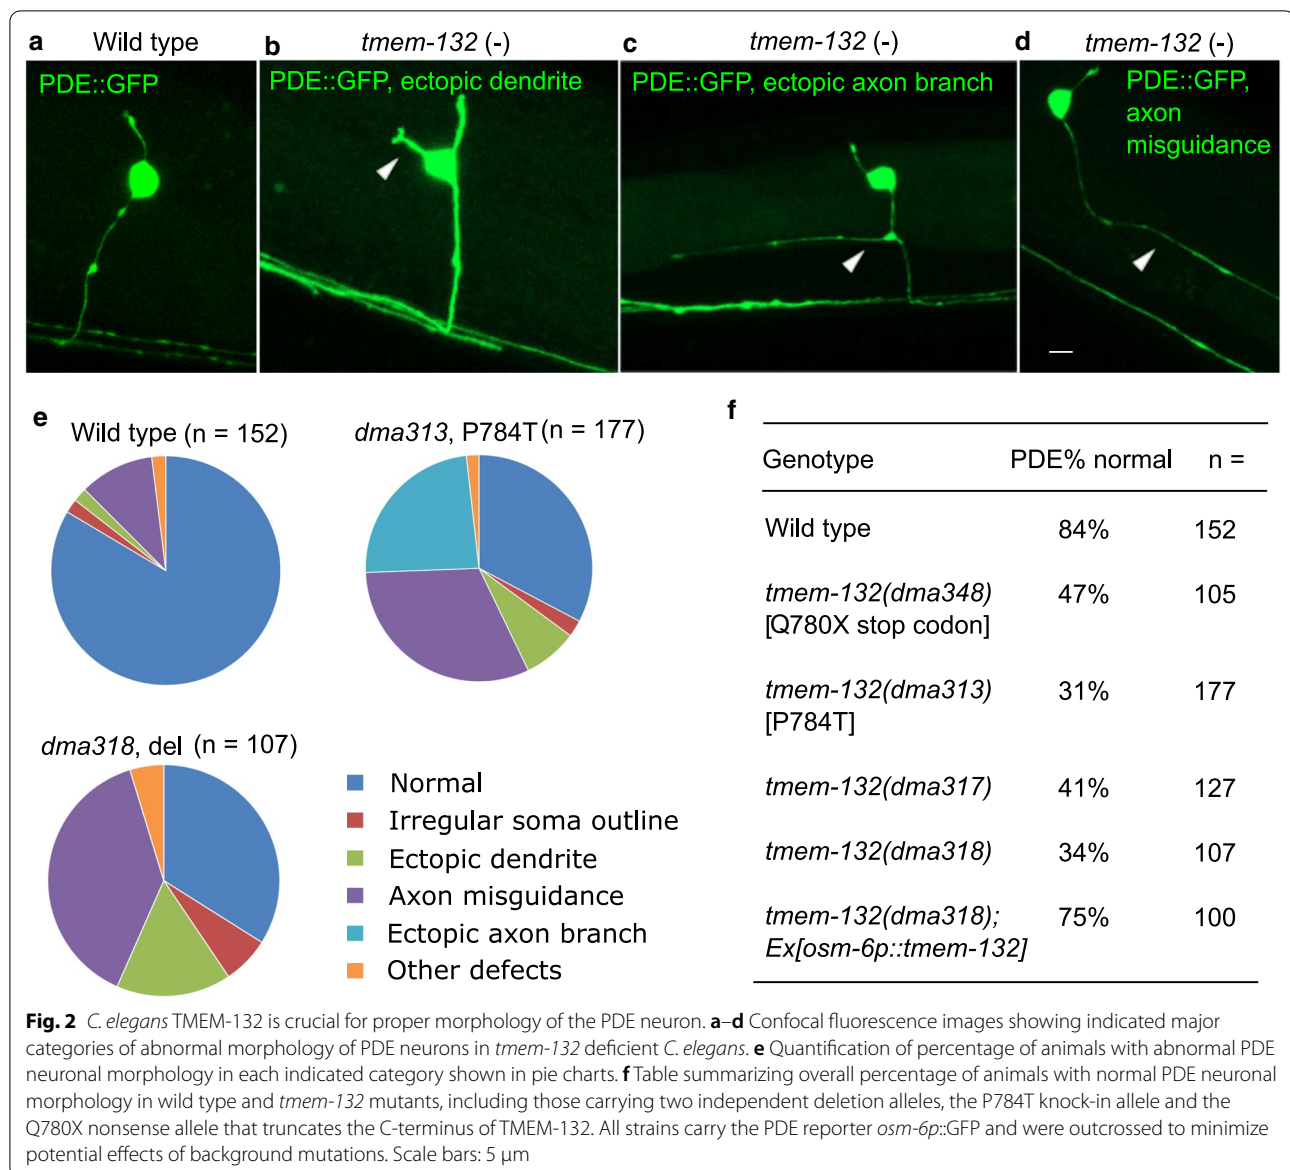 a Wild type
b tmem-132 (-)
c tmem-132 (-)
d tmem-132 (-)
PDE::GFP
PDE::GFP, ectopic dendrite
PDE::GFP, ectopic axon branch
PDE::GFP,
axon
misguidance
e
Wild type (n = 152)
dma313, P784T (n = 177)
dma318, del (n = 107)
Normal
Irregular soma outline
Ectopic dendrite
Axon misguidance
Ectopic axon branch
Other defects
f
Genotype PDE% normal n =
Wild type 84% 152
tmem-132(dma348) 47% 105
[Q780X stop codon]
tmem-132(dma313) 31% 177
[P784T]
tmem-132(dma317) 41% 127
tmem-132(dma318) 34% 107
tmem-132(dma318); 75% 100
Ex[osm-6p::tmem-132]
Fig. 2 C. elegans TMEM-132 is crucial for proper morphology of the PDE neuron. a–d Confocal fluorescence images showing indicated major
categories of abnormal morphology of PDE neurons in tmem-132 deficient C. elegans. e Quantification of percentage of animals with abnormal PDE
neuronal morphology in each indicated category shown in pie charts. f Table summarizing overall percentage of animals with normal PDE neuronal
morphology in wild type and tmem-132 mutants, including those carrying two independent deletion alleles, the P784T knock-in allele and the
Q780X nonsense allele that truncates the C-terminus of TMEM-132. All strains carry the PDE reporter osm-6p::GFP and were outcrossed to minimize
potential effects of background mutations. Scale bars: 5 μm